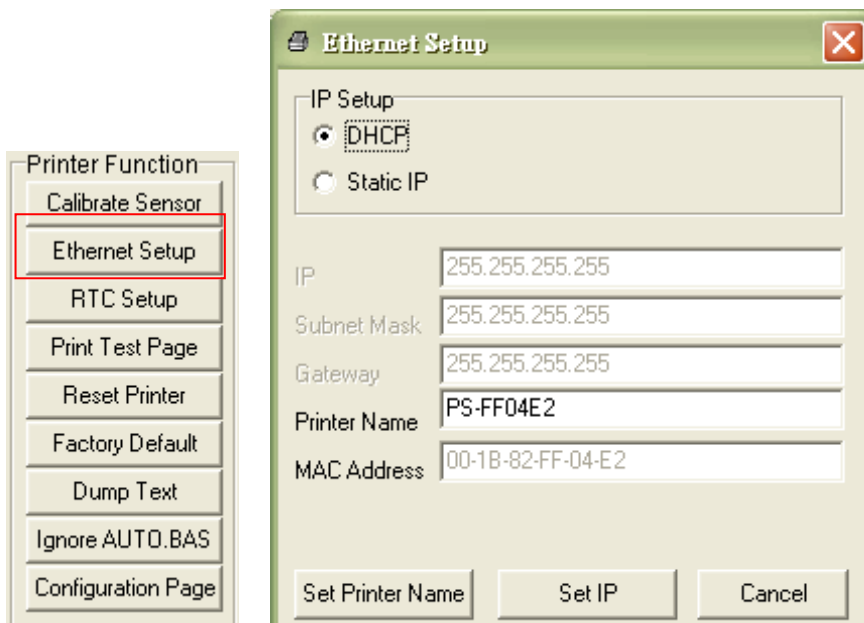 Printer Function
Calibrate Sensor
Ethernet Setup
RTC Setup
Print Test Page
Reset Printer
Factory Default
Dump Text
Ignore AUTO.BAS
Configuration Page
Ethernet Setup
IP Setup
DHCP
Static IP
IP 255.255.255.255
Subnet Mask 255.255.255.255
Gateway 255.255.255.255
Printer Name PS-FF04E2
MAC Address 00-1B-82-FF-04-E2
Set Printer Name Set IP Cancel